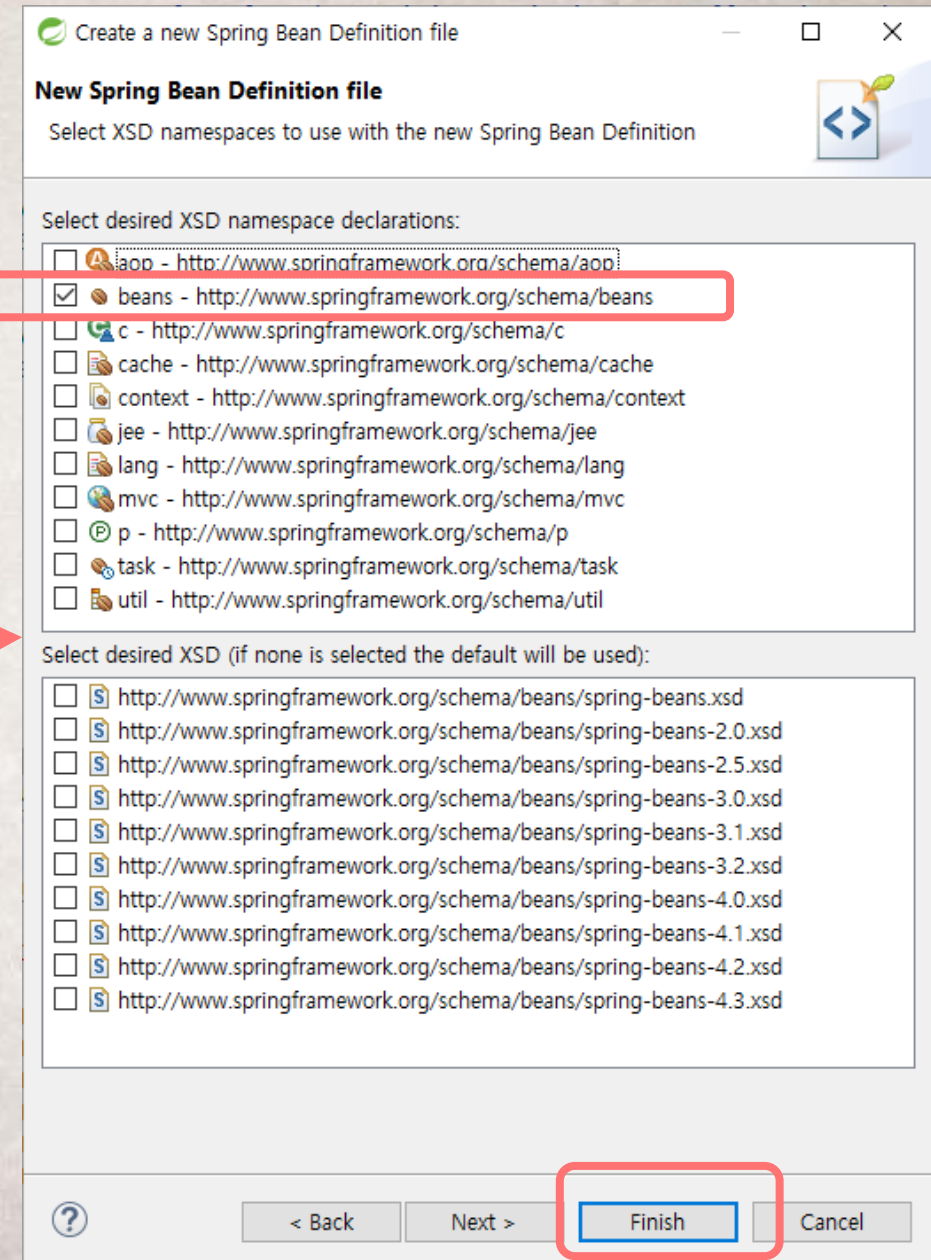 Create a new Spring Bean Definition file
New Spring Bean Definition file
Select XSD namespaces to use with the new Spring Bean Definition
Select desired XSD namespace declarations:
aop - http://www.springframework.org/schema/aop
beans - http://www.springframework.org/schema/beans
c - http://www.springframework.org/schema/c
cache - http://www.springframework.org/schema/cache
context - http://www.springframework.org/schema/context
jee - http://www.springframework.org/schema/jee
lang - http://www.springframework.org/schema/lang
mvc - http://www.springframework.org/schema/mvc
p - http://www.springframework.org/schema/p
task - http://www.springframework.org/schema/task
util - http://www.springframework.org/schema/util
Select desired XSD (if none is selected the default will be used):
http://www.springframework.org/schema/beans/spring-beans.xsd
http://www.springframework.org/schema/beans/spring-beans-2.0.xsd
http://www.springframework.org/schema/beans/spring-beans-2.5.xsd
http://www.springframework.org/schema/beans/spring-beans-3.0.xsd
http://www.springframework.org/schema/beans/spring-beans-3.1.xsd
http://www.springframework.org/schema/beans/spring-beans-3.2.xsd
http://www.springframework.org/schema/beans/spring-beans-4.0.xsd
http://www.springframework.org/schema/beans/spring-beans-4.1.xsd
http://www.springframework.org/schema/beans/spring-beans-4.2.xsd
http://www.springframework.org/schema/beans/spring-beans-4.3.xsd
< Back Next > Finish Cancel